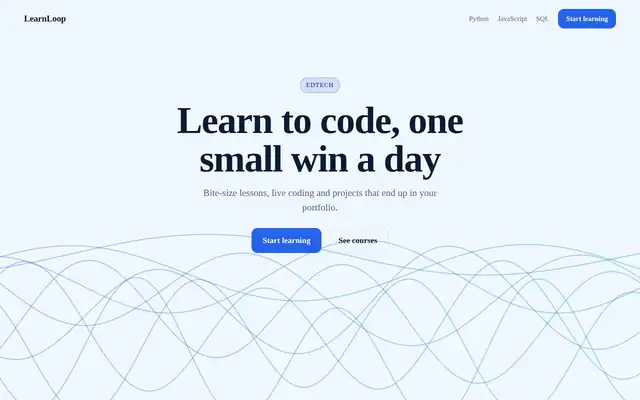 LearnLoop
Python JavaScript SQL Start learning
EDTECH
Learn to code, one
small win a day
Bite-size lessons, live coding and projects that end up in your
portfolio.
Start learning See courses